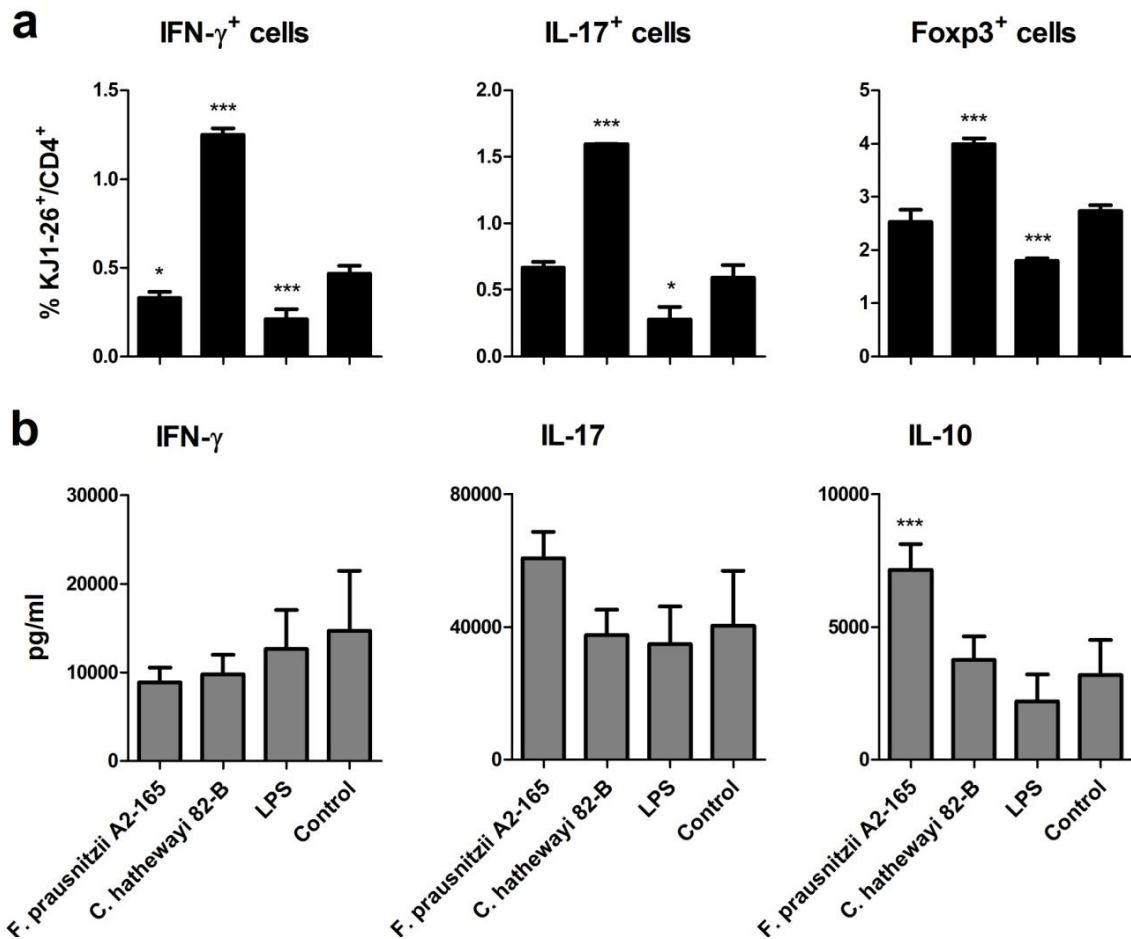 a
IFN-γ⁺ cells
IL-17⁺ cells
Foxp3⁺ cells
% KJ1-26⁺/CD4⁺
1.5
1.0
0.5
0.0
*
***
***
2.0
1.5
1.0
0.5
0.0
***
*
5
4
3
2
1
0
***
***
b
IFN-γ
IL-17
IL-10
pg/ml
30000
20000
10000
0
80000
40000
0
10000
5000
0
***
F. prausnitzii A2-165
C. hathewayi 82-B
LPS
Control
F. prausnitzii A2-165
C. hathewayi 82-B
LPS
Control
F. prausnitzii A2-165
C. hathewayi 82-B
LPS
Control